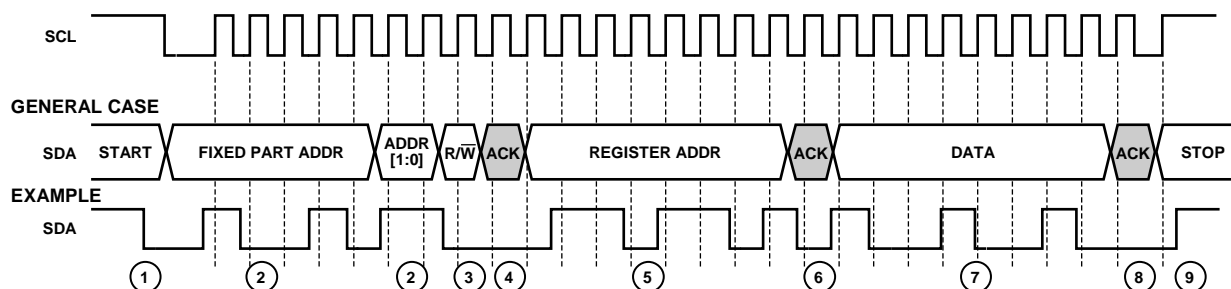 SCL
GENERAL CASE
SDA START FIXED PART ADDR ADDR [1:0] R/W̅ ACK REGISTER ADDR ACK DATA ACK STOP
EXAMPLE
SDA
1 2 2 3 4 5 6 7 8 9